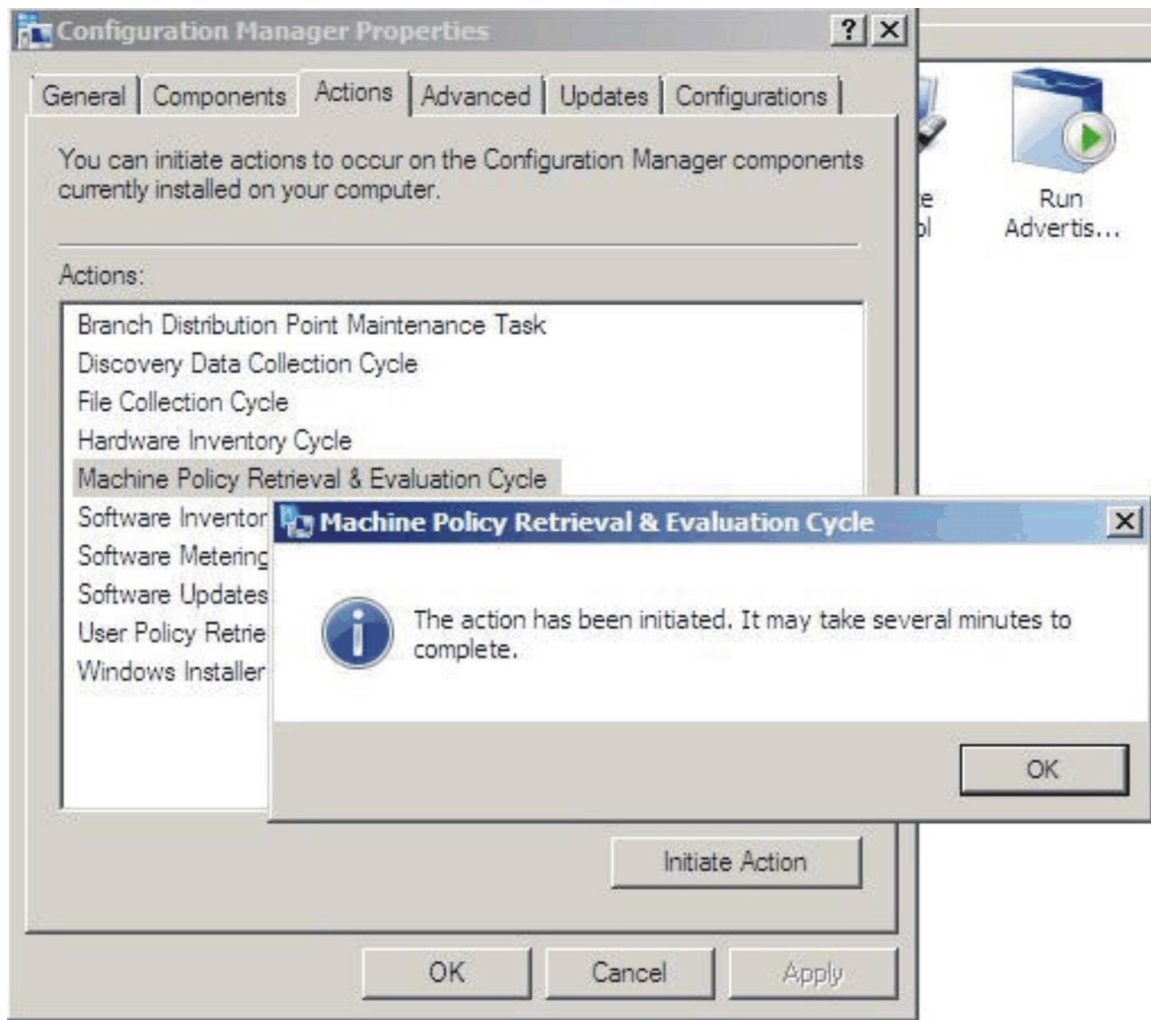 Configuration Manager Properties
General
Components
Actions
Advanced
Updates
Configurations
You can initiate actions to occur on the Configuration Manager components
currently installed on your computer.
Actions:
Branch Distribution Point Maintenance Task
Discovery Data Collection Cycle
File Collection Cycle
Hardware Inventory Cycle
Machine Policy Retrieval & Evaluation Cycle
Software Inventor
Software Metering
Software Updates
User Policy Retrie
Windows Installer
Machine Policy Retrieval & Evaluation Cycle
The action has been initiated. It may take several minutes to
complete.
OK
Initiate Action
OK
Cancel
Apply
Run
Advertis...